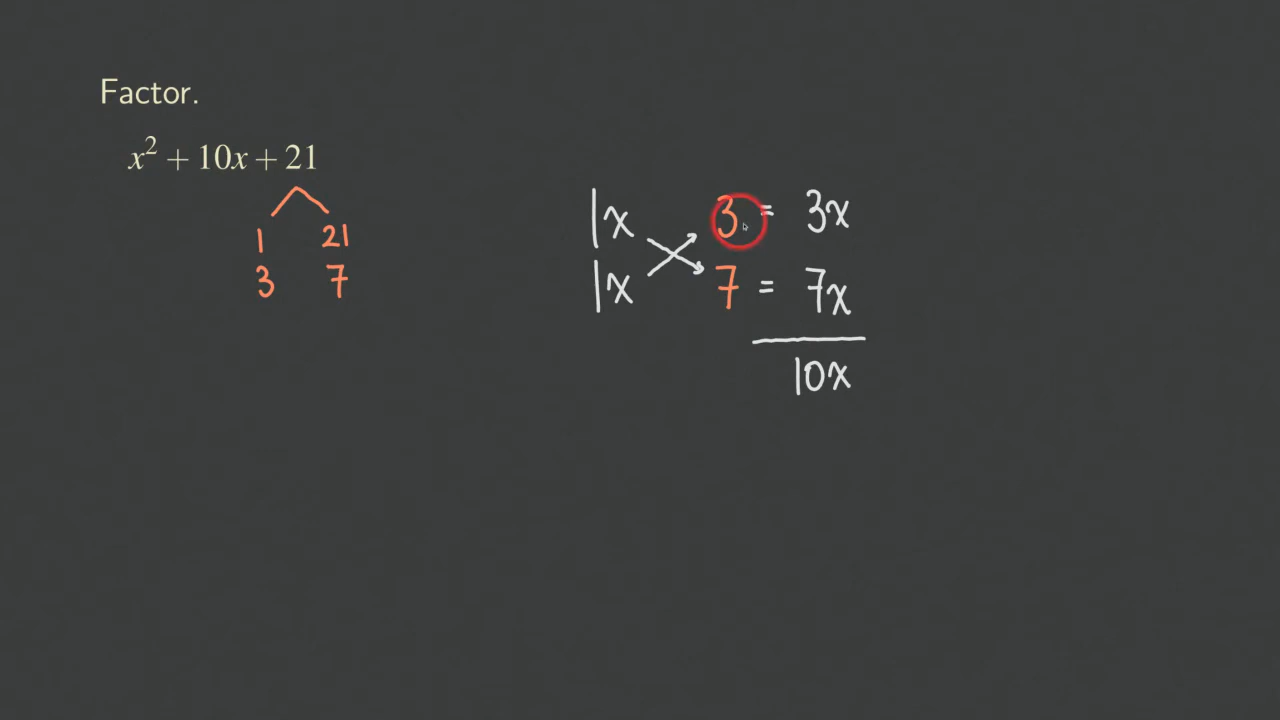 Factor.
x² + 10x + 21
1 21
3 7
1x 3 = 3x
1x 7 = 7x
10x